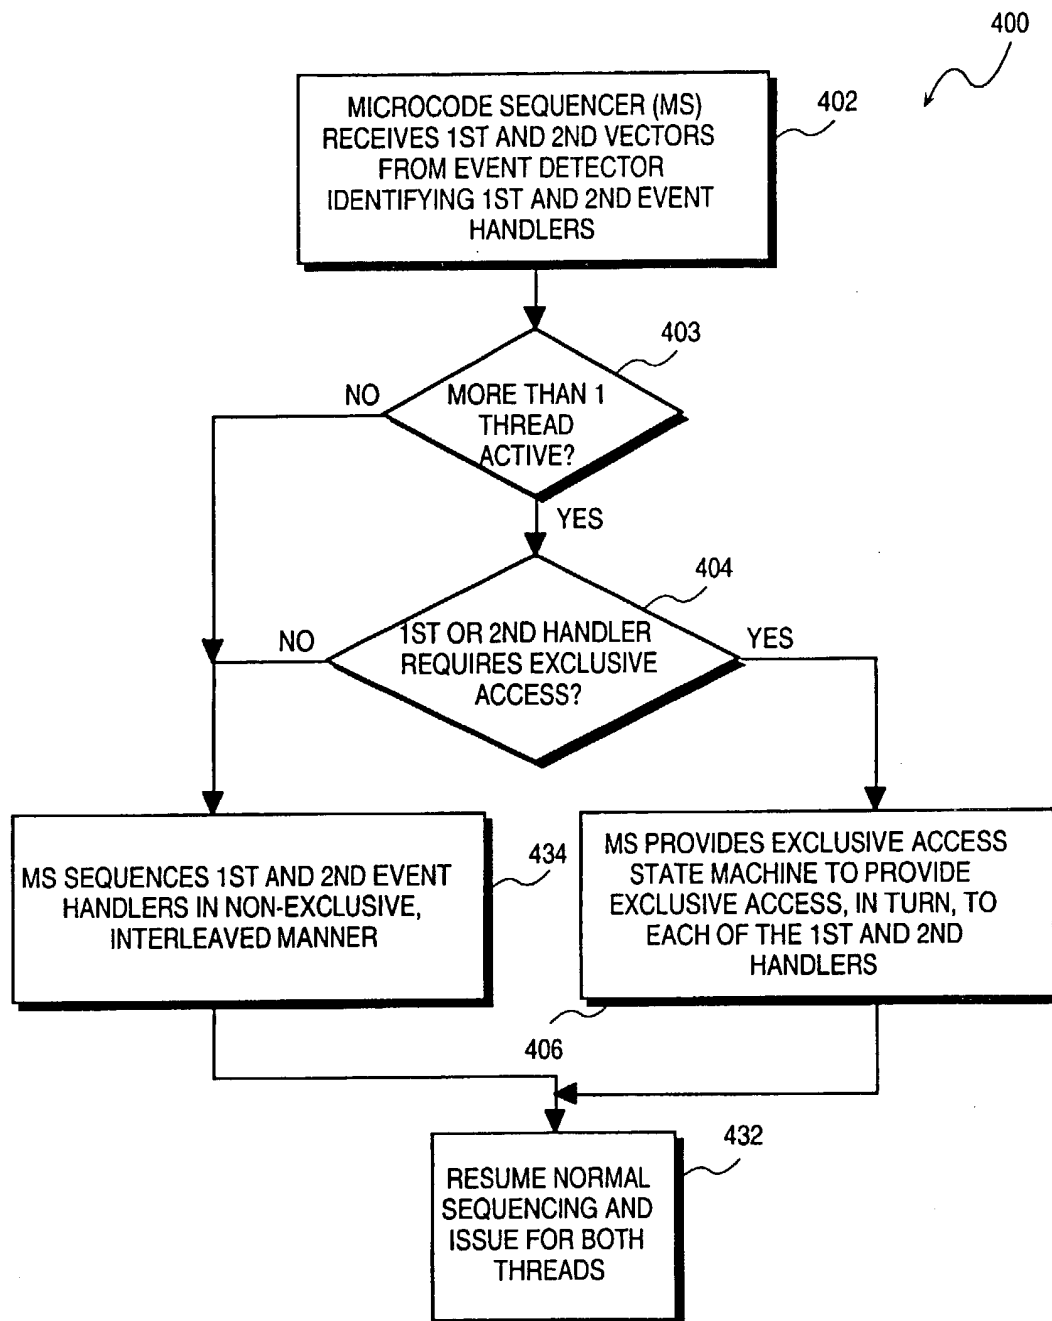 400
MICROCODE SEQUENCER (MS)
RECEIVES 1ST AND 2ND VECTORS
FROM EVENT DETECTOR
IDENTIFYING 1ST AND 2ND EVENT
HANDLERS
402
403
NO
MORE THAN 1
THREAD
ACTIVE?
YES
404
NO
1ST OR 2ND HANDLER
REQUIRES EXCLUSIVE
ACCESS?
YES
MS SEQUENCES 1ST AND 2ND EVENT
HANDLERS IN NON-EXCLUSIVE,
INTERLEAVED MANNER
434
MS PROVIDES EXCLUSIVE ACCESS
STATE MACHINE TO PROVIDE
EXCLUSIVE ACCESS, IN TURN, TO
EACH OF THE 1ST AND 2ND
HANDLERS
406
432
RESUME NORMAL
SEQUENCING AND
ISSUE FOR BOTH
THREADS